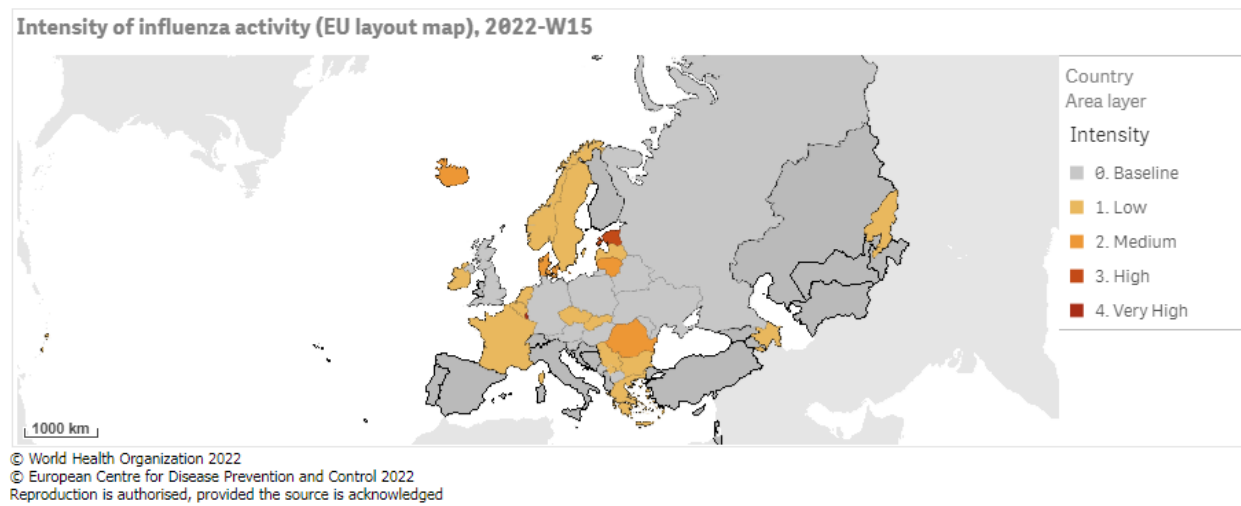 Intensity of influenza activity (EU layout map), 2022-W15
Country
Area layer
Intensity
0. Baseline
1. Low
2. Medium
3. High
4. Very High
1000 km
© World Health Organization 2022
© European Centre for Disease Prevention and Control 2022
Reproduction is authorised, provided the source is acknowledged